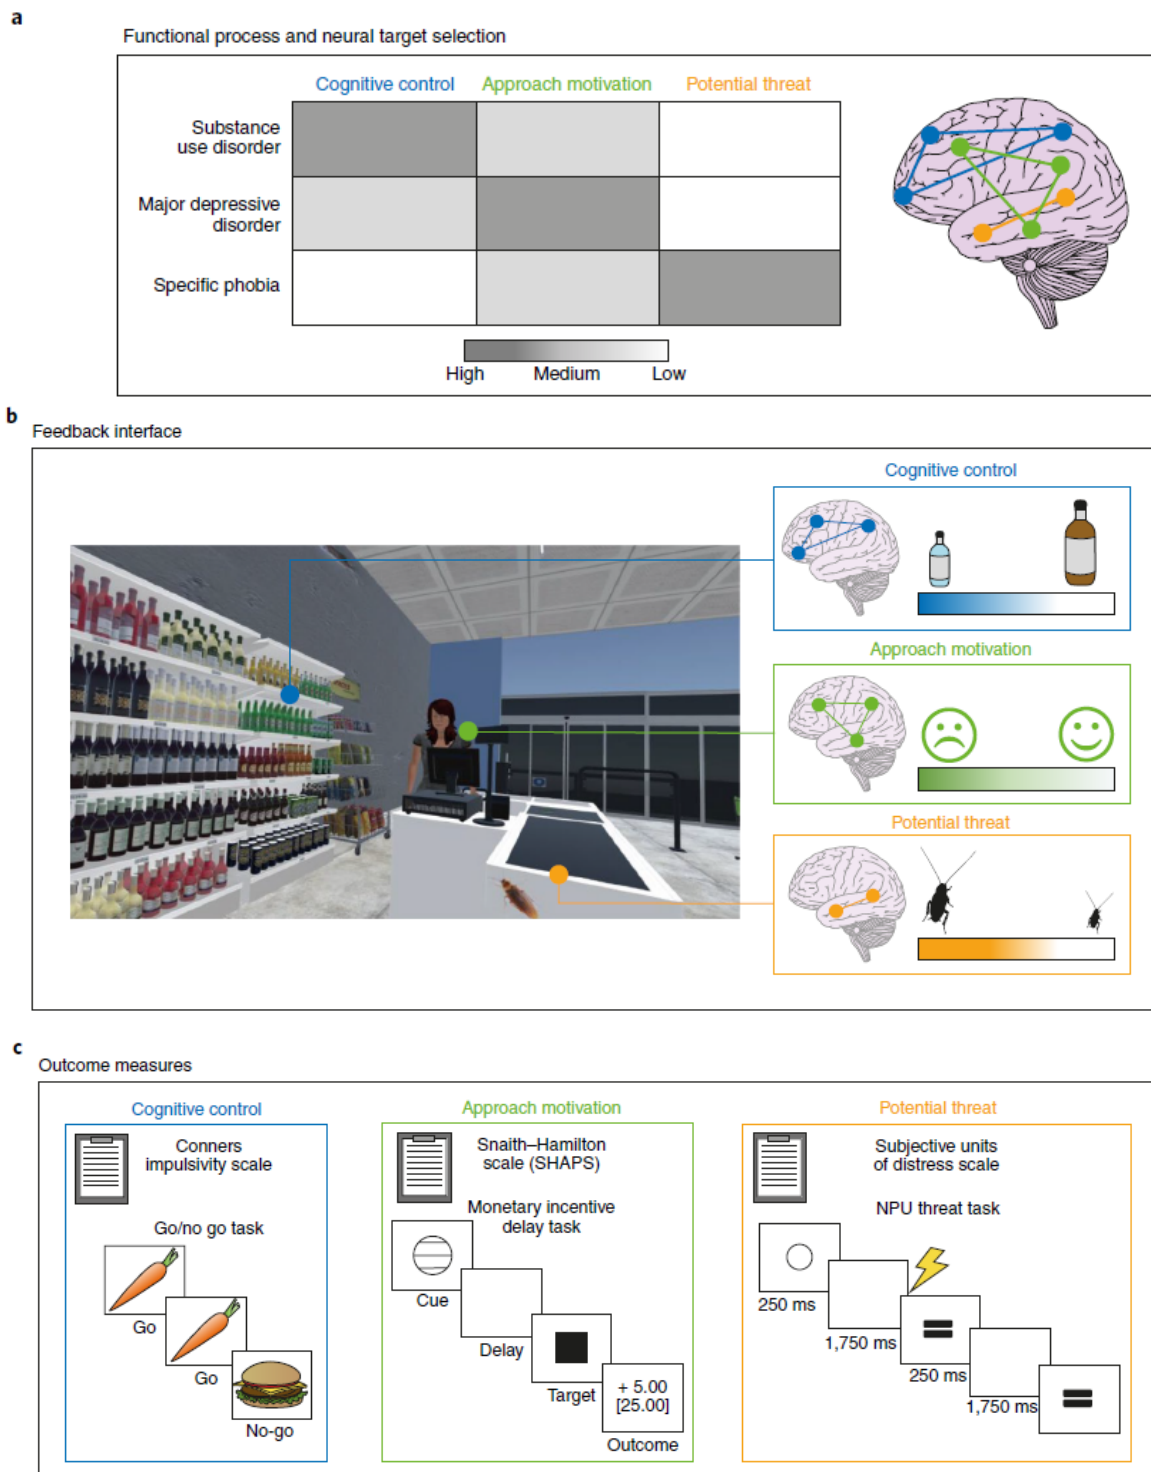 a
Functional process and neural target selection
Cognitive control Approach motivation Potential threat
Substance
use disorder
Major depressive
disorder
Specific phobia
High Medium Low
b
Feedback interface
Cognitive control
Approach motivation
Potential threat
c
Outcome measures
Cognitive control
Conners
impulsivity scale
Go/no go task
Go
Go
No-go
Approach motivation
Snaith–Hamilton
scale (SHAPS)
Monetary incentive
delay task
Cue
Delay
Target
+ 5.00
[25.00]
Outcome
Potential threat
Subjective units
of distress scale
NPU threat task
250 ms
1,750 ms
250 ms
1,750 ms